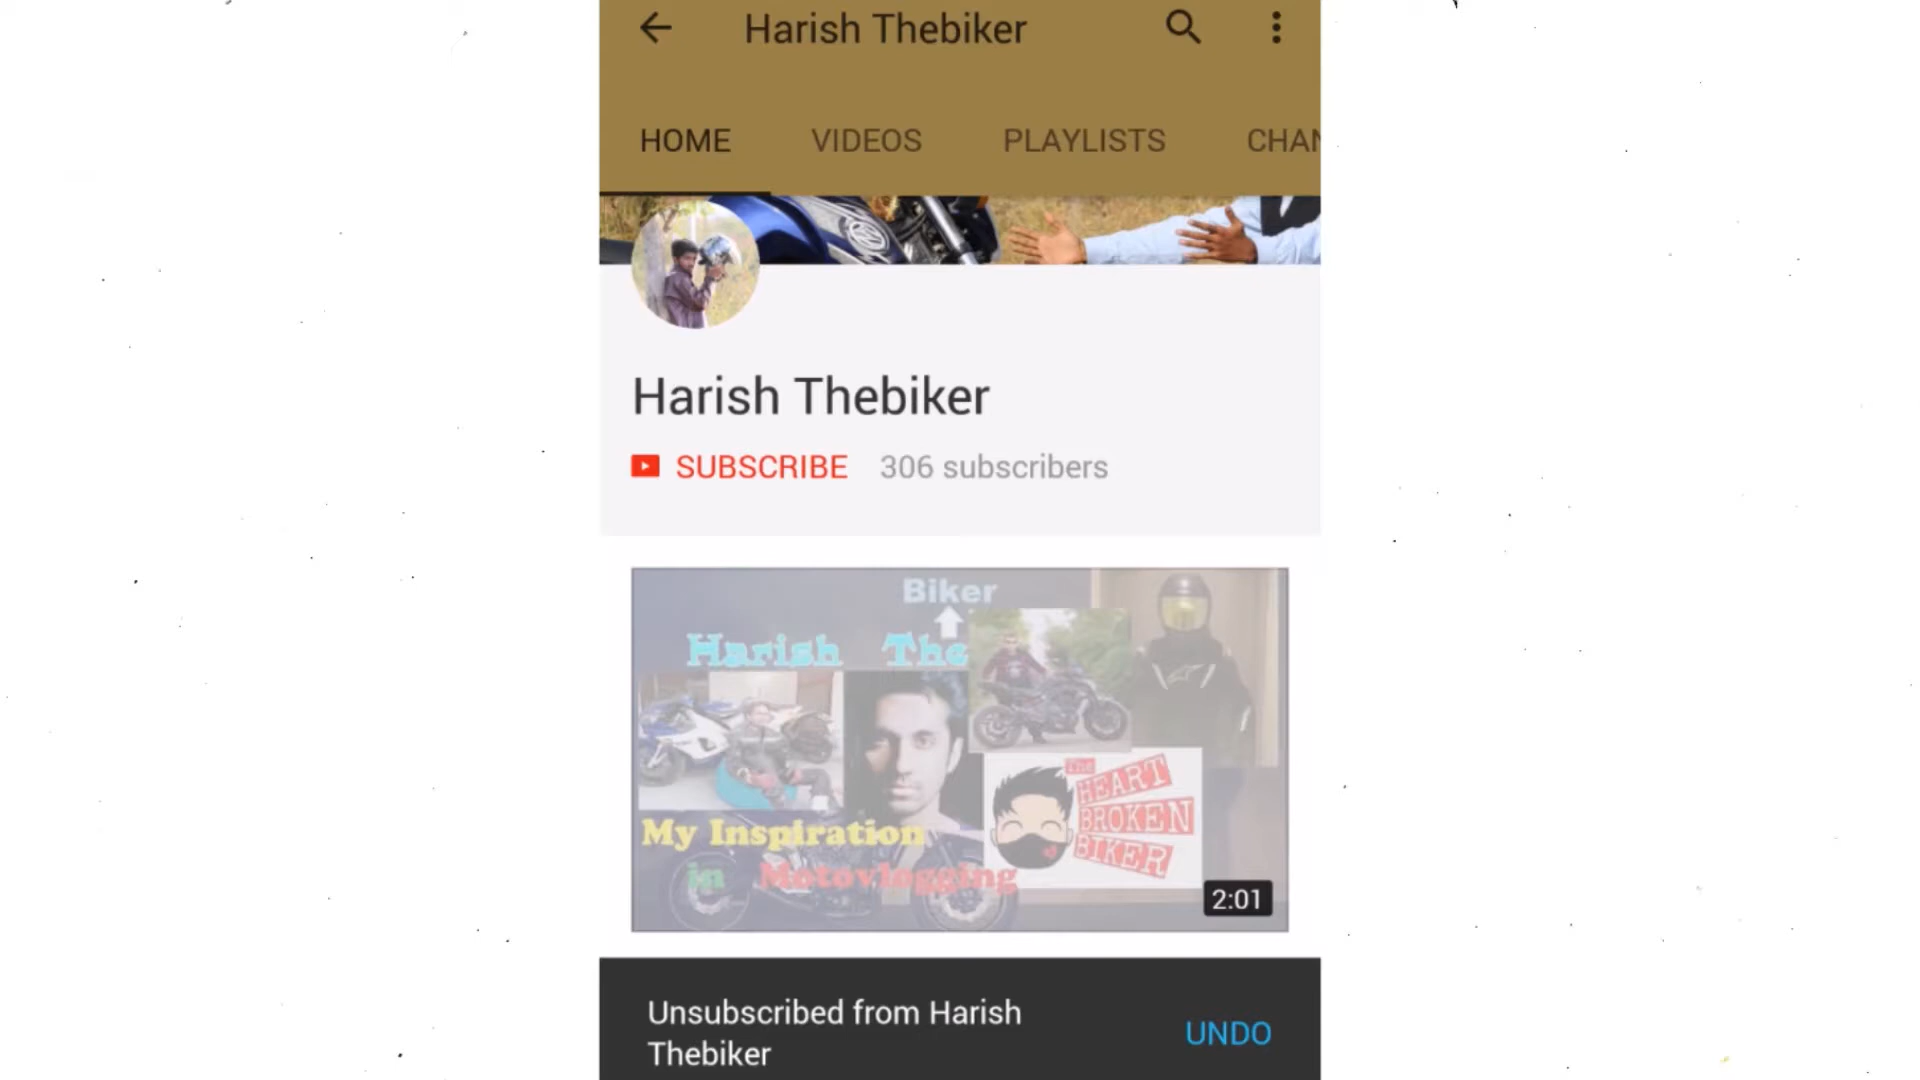 Harish Thebiker
HOME VIDEOS PLAYLISTS CHAN
Harish Thebiker
SUBSCRIBE 306 subscribers
Biker
Harish The
The
HEART
BROKEN
BIKER
My Inspiration
in Motovlogging
2:01
Unsubscribed from Harish
Thebiker
UNDO